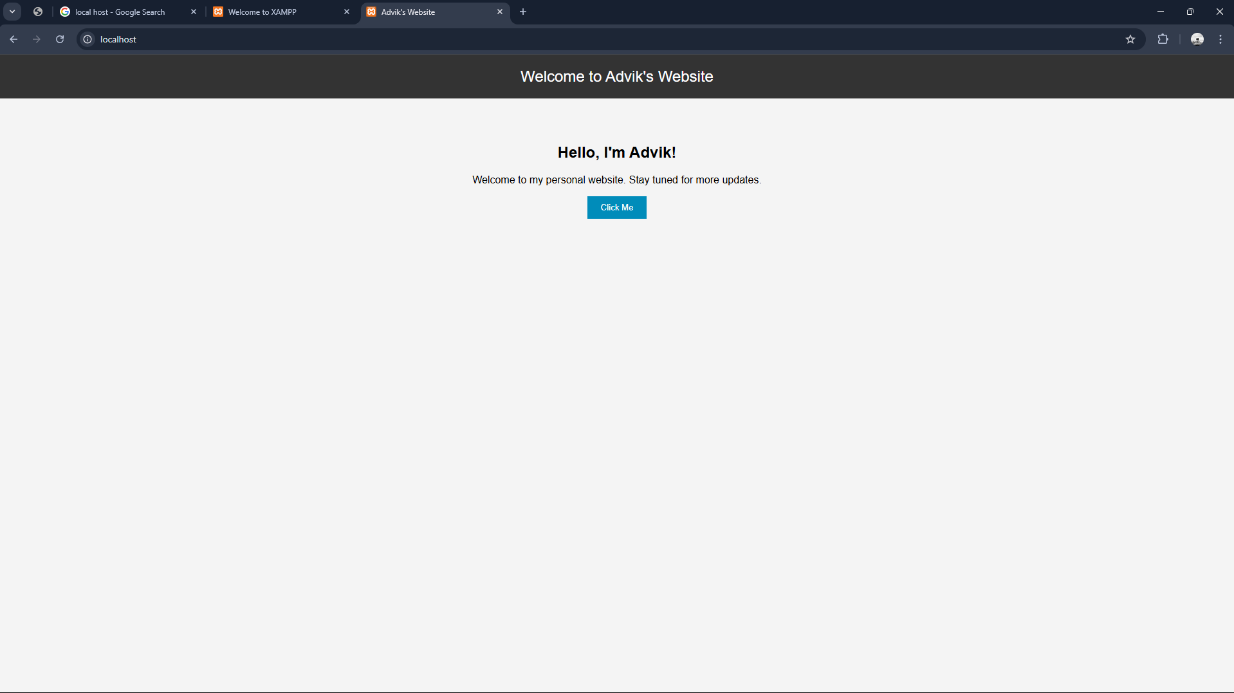 local host - Google Search
Welcome to XAMPP
Advik's Website
localhost
Welcome to Advik's Website
Hello, I'm Advik!
Welcome to my personal website. Stay tuned for more updates.
Click Me